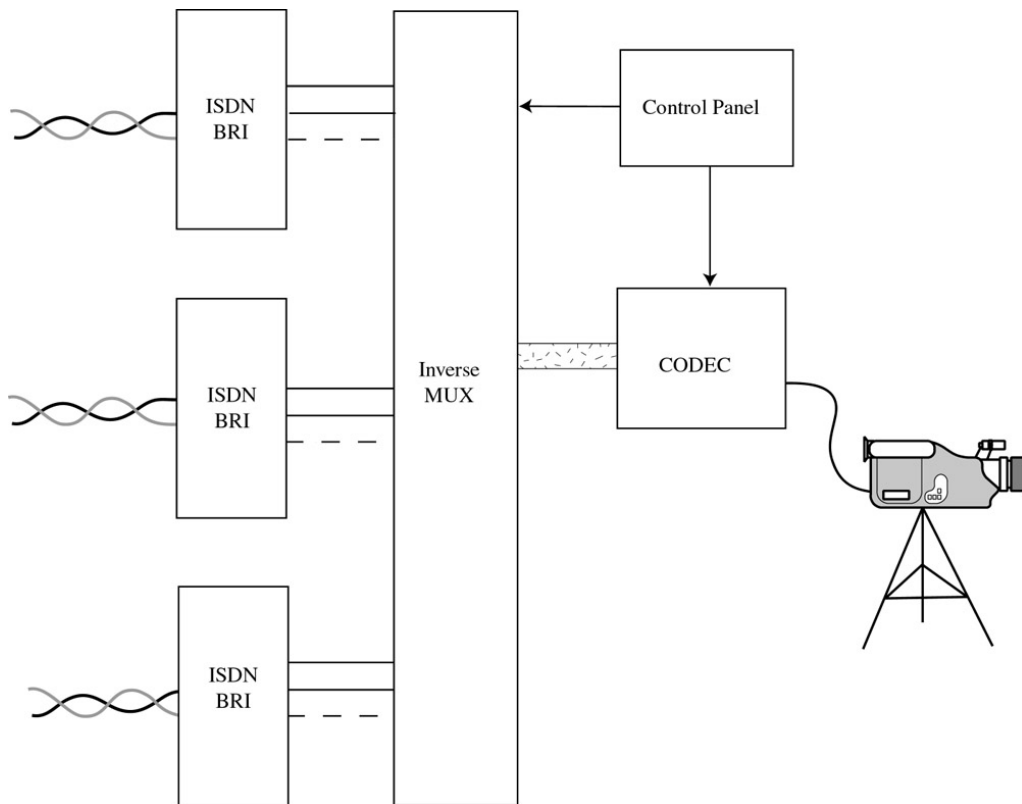 ISDN
BRI
Control Panel
ISDN
BRI
Inverse
MUX
CODEC
ISDN
BRI